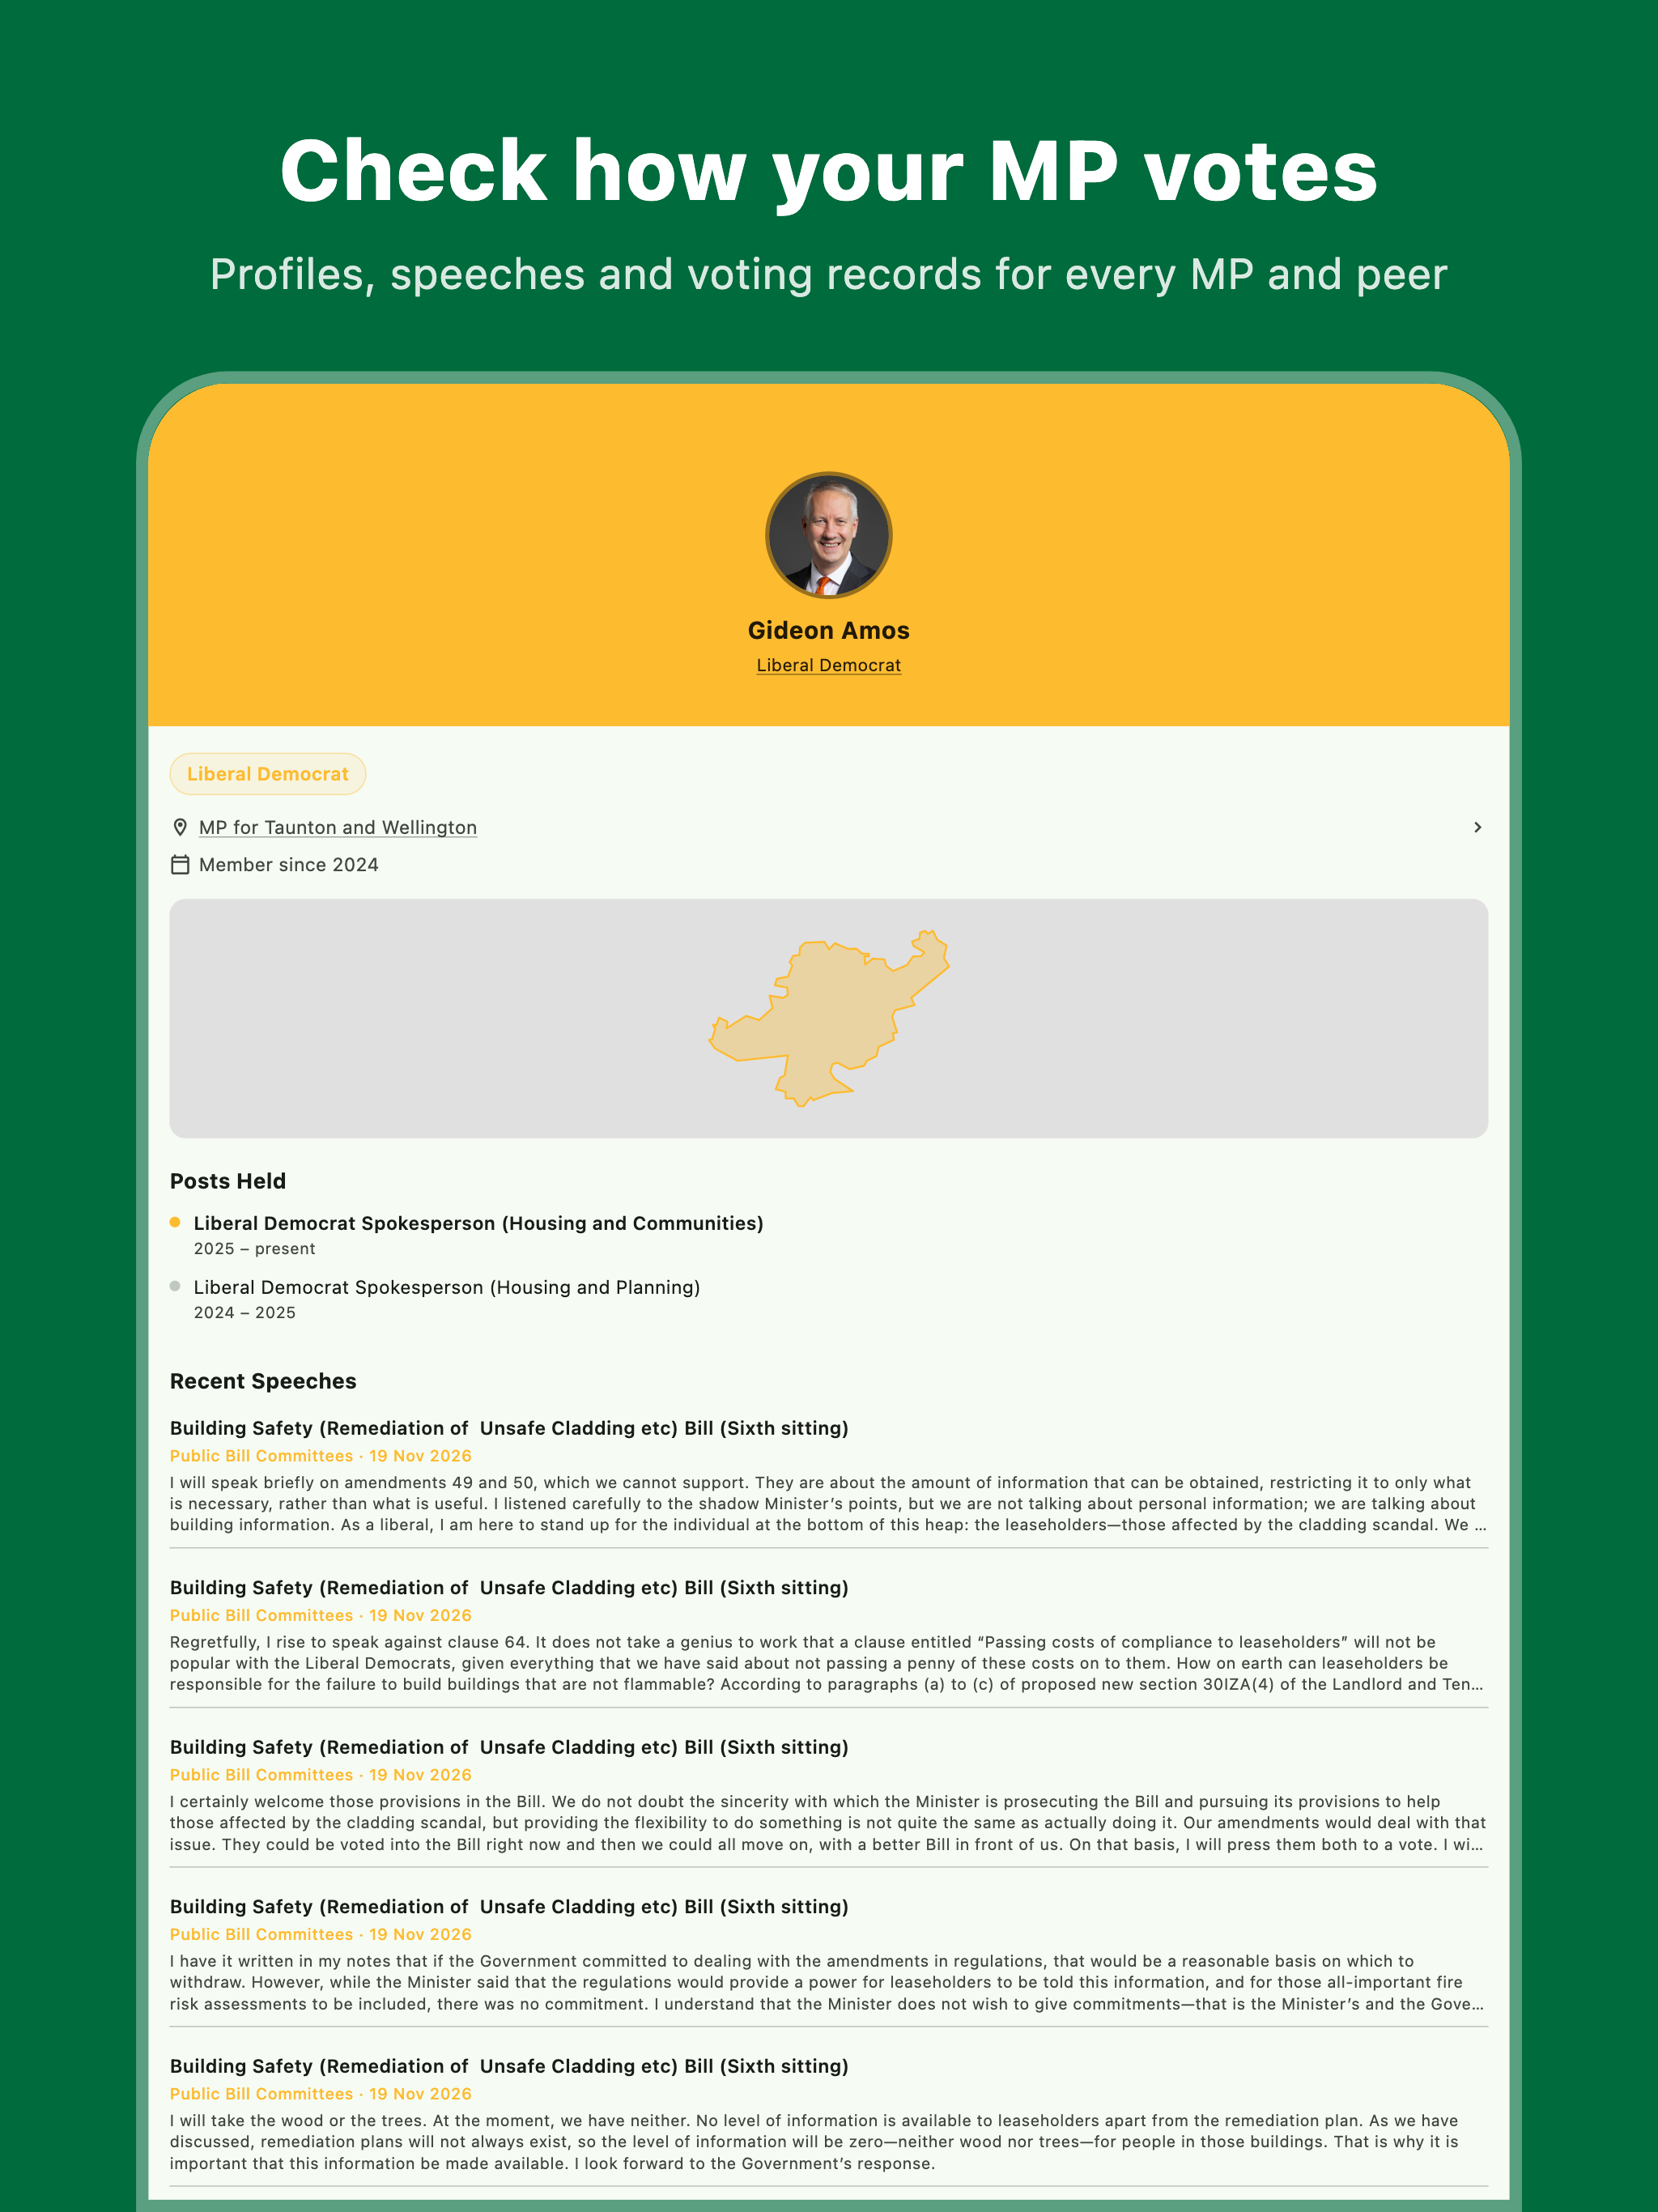 Check how your MP votes
Profiles, speeches and voting records for every MP and peer
Gideon Amos
Liberal Democrat
Liberal Democrat
MP for Taunton and Wellington
Member since 2024
Posts Held
Liberal Democrat Spokesperson (Housing and Communities)
2025 – present
Liberal Democrat Spokesperson (Housing and Planning)
2024 – 2025
Recent Speeches
Building Safety (Remediation of  Unsafe Cladding etc) Bill (Sixth sitting)
Public Bill Committees · 19 Nov 2026
I will speak briefly on amendments 49 and 50, which we cannot support. They are about the amount of information that can be obtained, restricting it to only what
is necessary, rather than what is useful. I listened carefully to the shadow Minister’s points, but we are not talking about personal information; we are talking about
building information. As a liberal, I am here to stand up for the individual at the bottom of this heap: the leaseholders—those affected by the cladding scandal. We ...
Building Safety (Remediation of  Unsafe Cladding etc) Bill (Sixth sitting)
Public Bill Committees · 19 Nov 2026
Regretfully, I rise to speak against clause 64. It does not take a genius to work that a clause entitled “Passing costs of compliance to leaseholders” will not be
popular with the Liberal Democrats, given everything that we have said about not passing a penny of these costs on to them. How on earth can leaseholders be
responsible for the failure to build buildings that are not flammable? According to paragraphs (a) to (c) of proposed new section 30IZA(4) of the Landlord and Ten...
Building Safety (Remediation of  Unsafe Cladding etc) Bill (Sixth sitting)
Public Bill Committees · 19 Nov 2026
I certainly welcome those provisions in the Bill. We do not doubt the sincerity with which the Minister is prosecuting the Bill and pursuing its provisions to help
those affected by the cladding scandal, but providing the flexibility to do something is not quite the same as actually doing it. Our amendments would deal with that
issue. They could be voted into the Bill right now and then we could all move on, with a better Bill in front of us. On that basis, I will press them both to a vote. I wi...
Building Safety (Remediation of  Unsafe Cladding etc) Bill (Sixth sitting)
Public Bill Committees · 19 Nov 2026
I have it written in my notes that if the Government committed to dealing with the amendments in regulations, that would be a reasonable basis on which to
withdraw. However, while the Minister said that the regulations would provide a power for leaseholders to be told this information, and for those all-important fire
risk assessments to be included, there was no commitment. I understand that the Minister does not wish to give commitments—that is the Minister’s and the Gove...
Building Safety (Remediation of  Unsafe Cladding etc) Bill (Sixth sitting)
Public Bill Committees · 19 Nov 2026
I will take the wood or the trees. At the moment, we have neither. No level of information is available to leaseholders apart from the remediation plan. As we have
discussed, remediation plans will not always exist, so the level of information will be zero—neither wood nor trees—for people in those buildings. That is why it is
important that this information be made available. I look forward to the Government’s response.